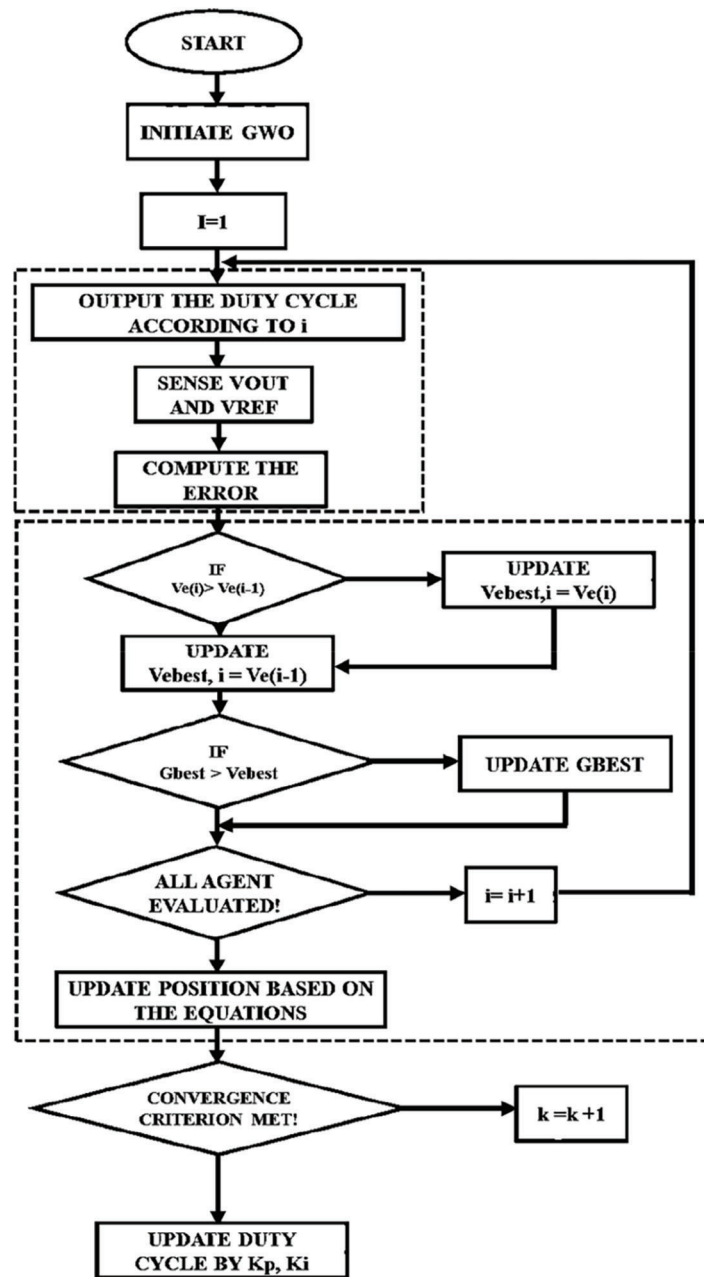 START
INITIATE GWO
I=1
OUTPUT THE DUTY CYCLE
ACCORDING TO i
SENSE VOUT
AND VREF
COMPUTE THE
ERROR
IF
Ve(i)> Ve(i-1)
UPDATE
Vebest,i = Ve(i)
UPDATE
Vebest, i = Ve(i-1)
IF
Gbest > Vebest
UPDATE GBEST
ALL AGENT
EVALUATED!
i= i+1
UPDATE POSITION BASED ON
THE EQUATIONS
CONVERGENCE
CRITERION MET!
k =k +1
UPDATE DUTY
CYCLE BY Kp, Ki